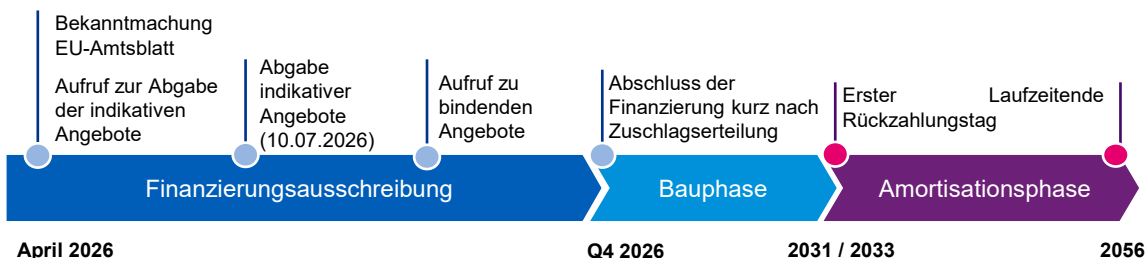 Bekanntmachung
EU-Amtsblatt
Aufruf zur Abgabe
der indikativen
Angebote
Abgabe
indikativer
Angebote
(10.07.2026)
Aufruf zu
bindenden
Angebote
Abschluss der
Finanzierung kurz nach
Zuschlagserteilung
Erster
Rückzahlungstag
Laufzeitende
Finanzierungsausschreibung
Bauphase
Amortisationsphase
April 2026
Q4 2026
2031 / 2033
2056